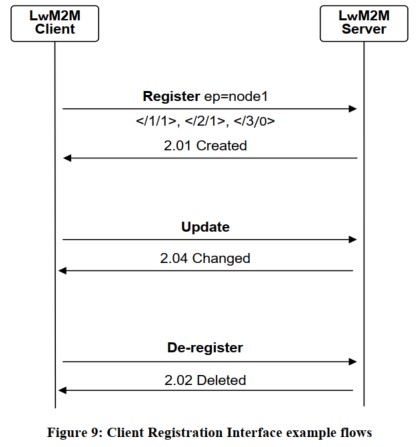 LwM2M
Client
LwM2M
Server
Register ep=node1
</1/1>, </2/1>, </3/0>
2.01 Created
Update
2.04 Changed
De-register
2.02 Deleted
Figure 9: Client Registration Interface example flows